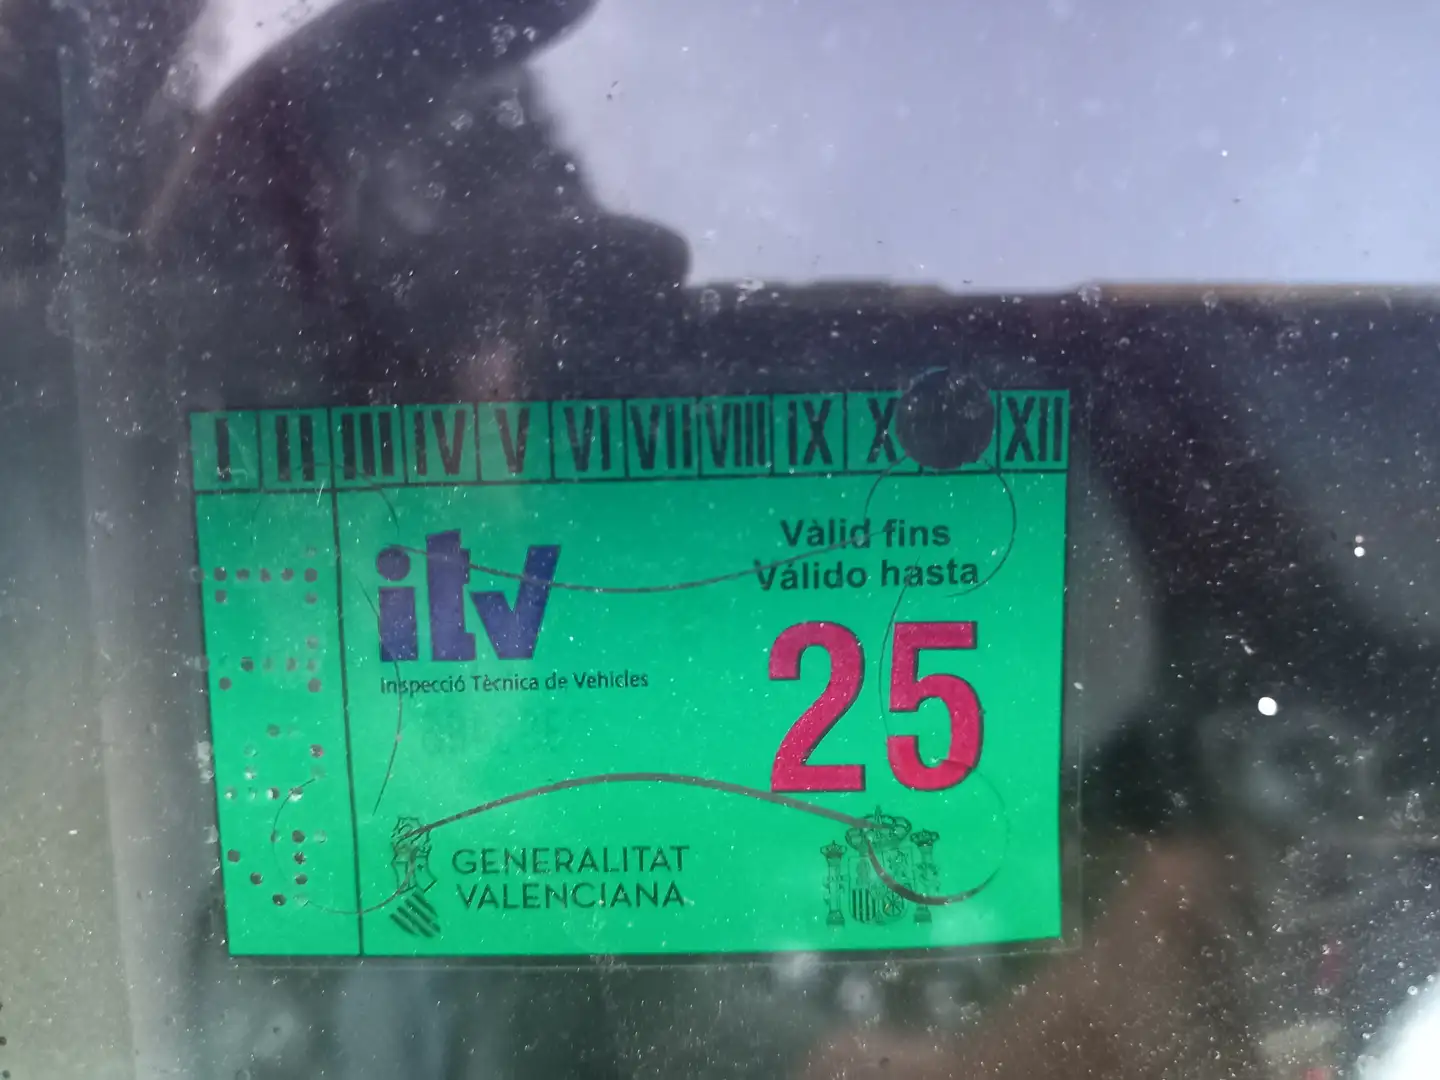 I II III IV V VI VII VIII IX X XII
itv
Inspecció Tècnica de Vehicles
Vàlid fins
Válido hasta
25
GENERALITAT
VALENCIANA